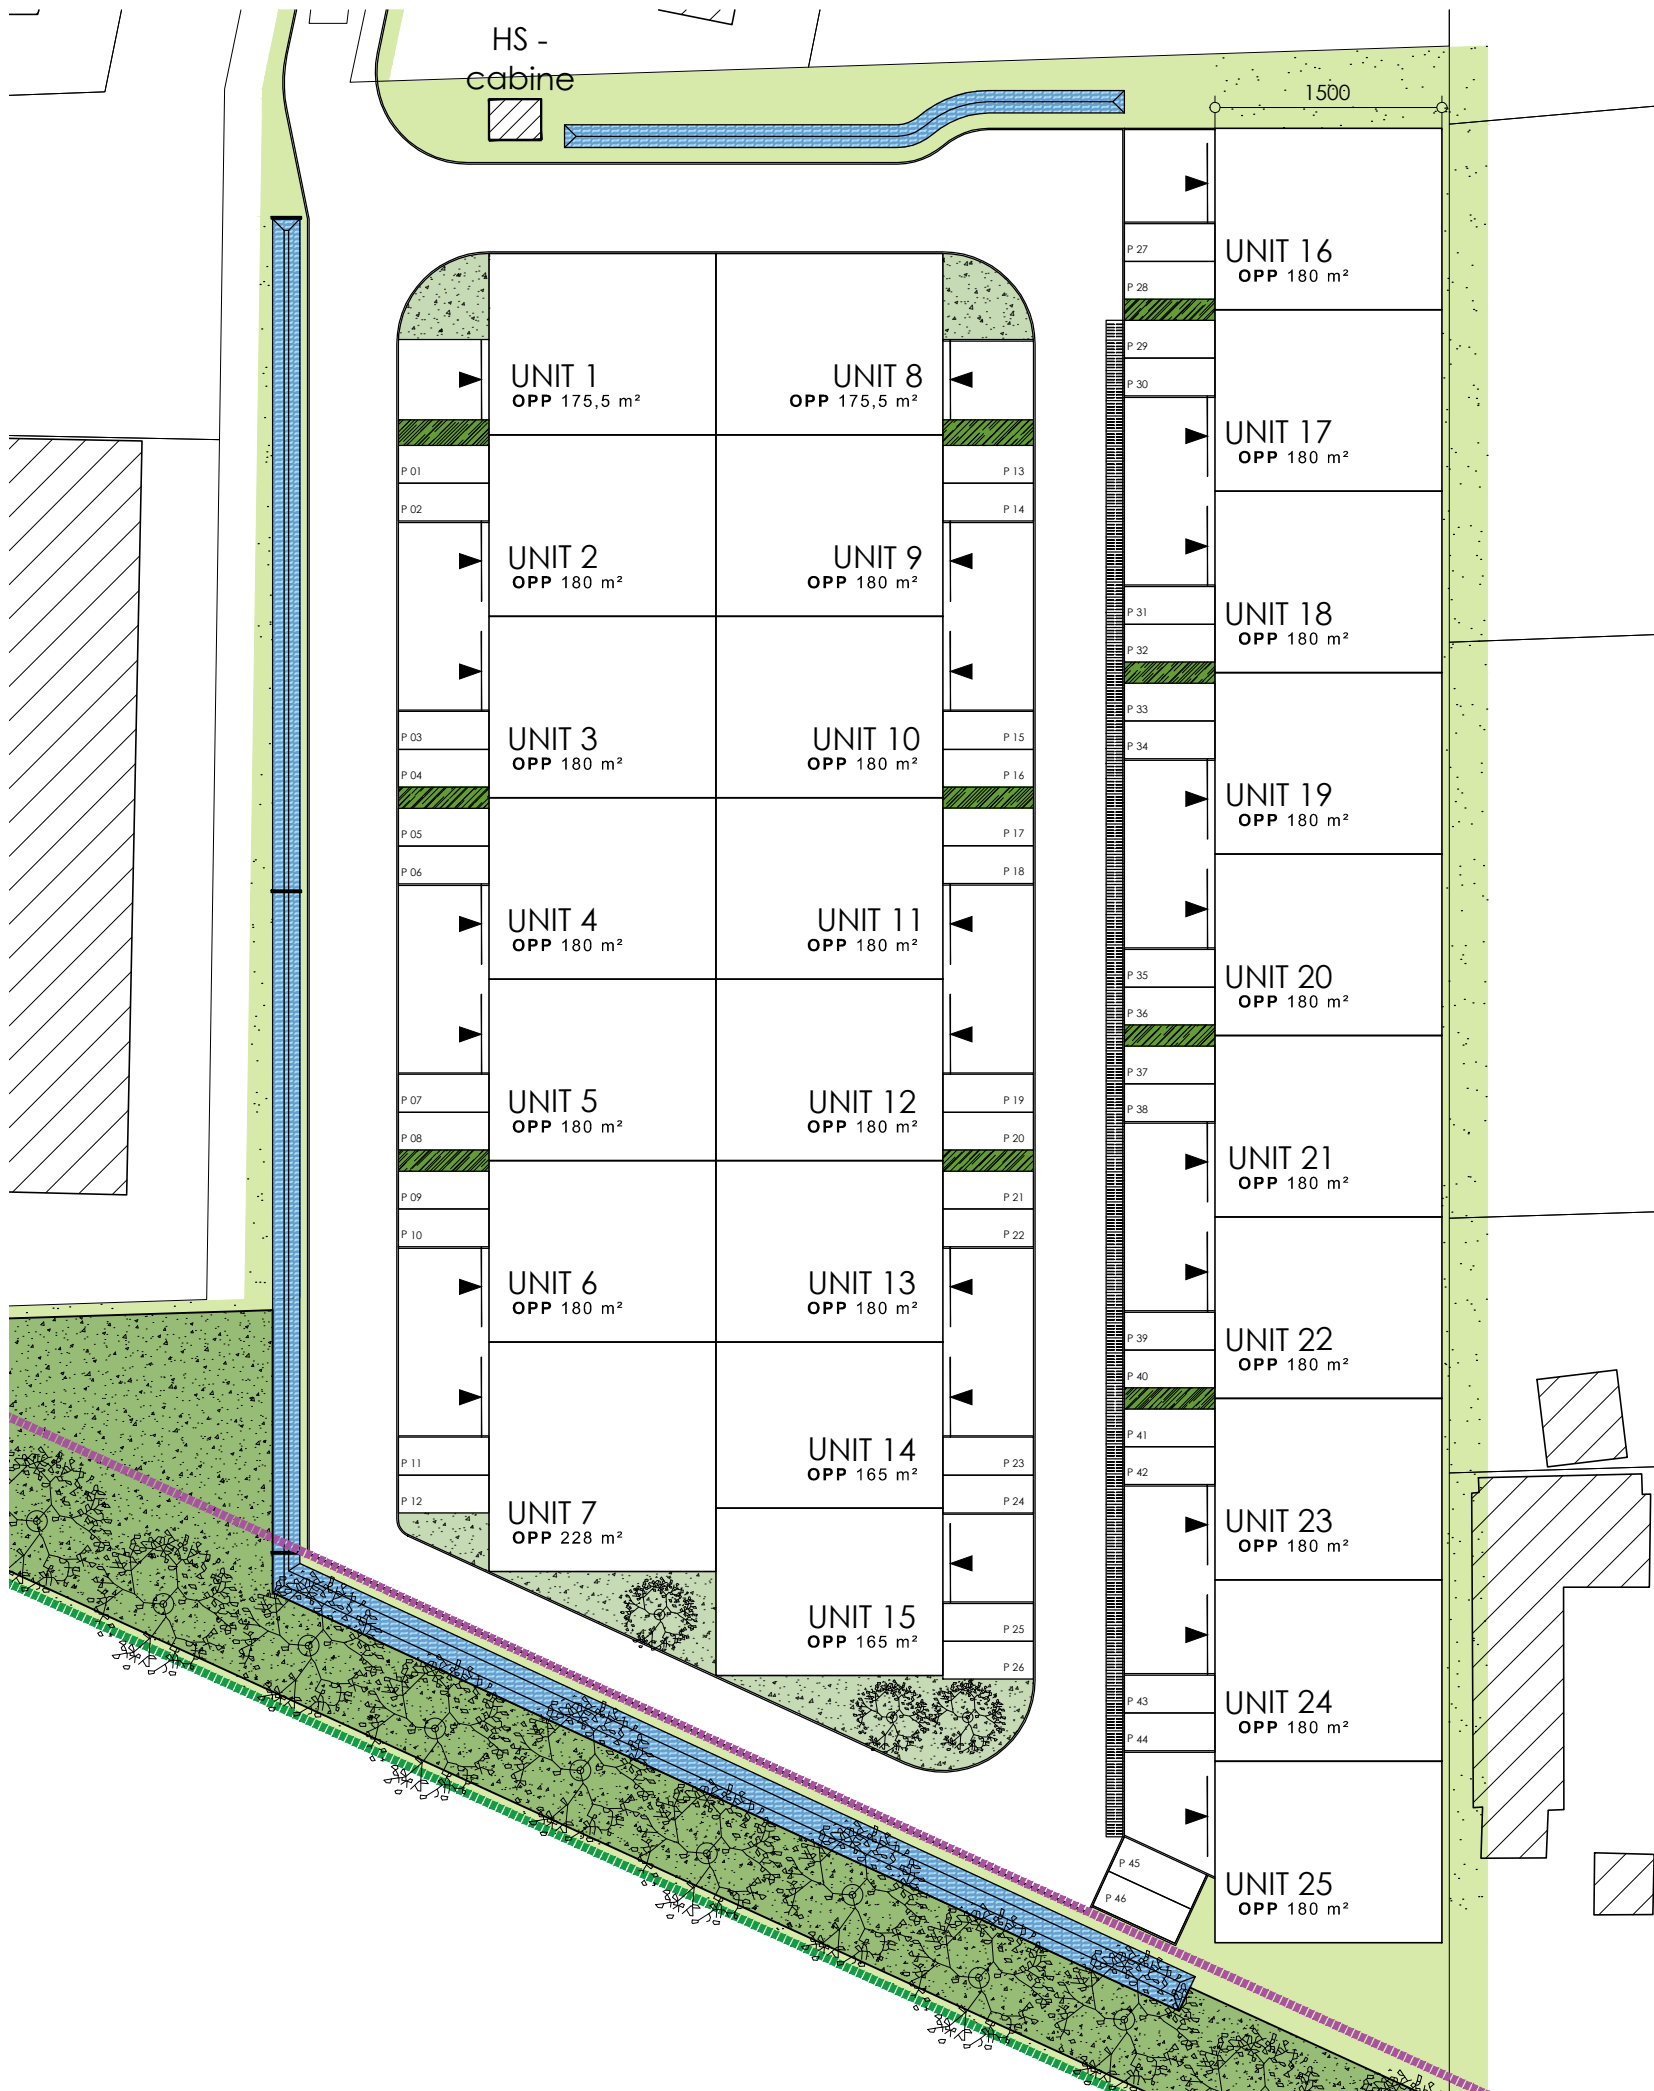 HS -
cabine
1500
UNIT 1
OPP 175,5 m²
UNIT 2
OPP 180 m²
UNIT 3
OPP 180 m²
UNIT 4
OPP 180 m²
UNIT 5
OPP 180 m²
UNIT 6
OPP 180 m²
UNIT 7
OPP 228 m²
UNIT 8
OPP 175,5 m²
UNIT 9
OPP 180 m²
UNIT 10
OPP 180 m²
UNIT 11
OPP 180 m²
UNIT 12
OPP 180 m²
UNIT 13
OPP 180 m²
UNIT 14
OPP 165 m²
UNIT 15
OPP 165 m²
UNIT 16
OPP 180 m²
UNIT 17
OPP 180 m²
UNIT 18
OPP 180 m²
UNIT 19
OPP 180 m²
UNIT 20
OPP 180 m²
UNIT 21
OPP 180 m²
UNIT 22
OPP 180 m²
UNIT 23
OPP 180 m²
UNIT 24
OPP 180 m²
UNIT 25
OPP 180 m²
P 01
P 02
P 03
P 04
P 05
P 06
P 07
P 08
P 09
P 10
P 11
P 12
P 13
P 14
P 15
P 16
P 17
P 18
P 19
P 20
P 21
P 22
P 23
P 24
P 25
P 26
P 27
P 28
P 29
P 30
P 31
P 32
P 33
P 34
P 35
P 36
P 37
P 38
P 39
P 40
P 41
P 42
P 43
P 44
P 45
P 46